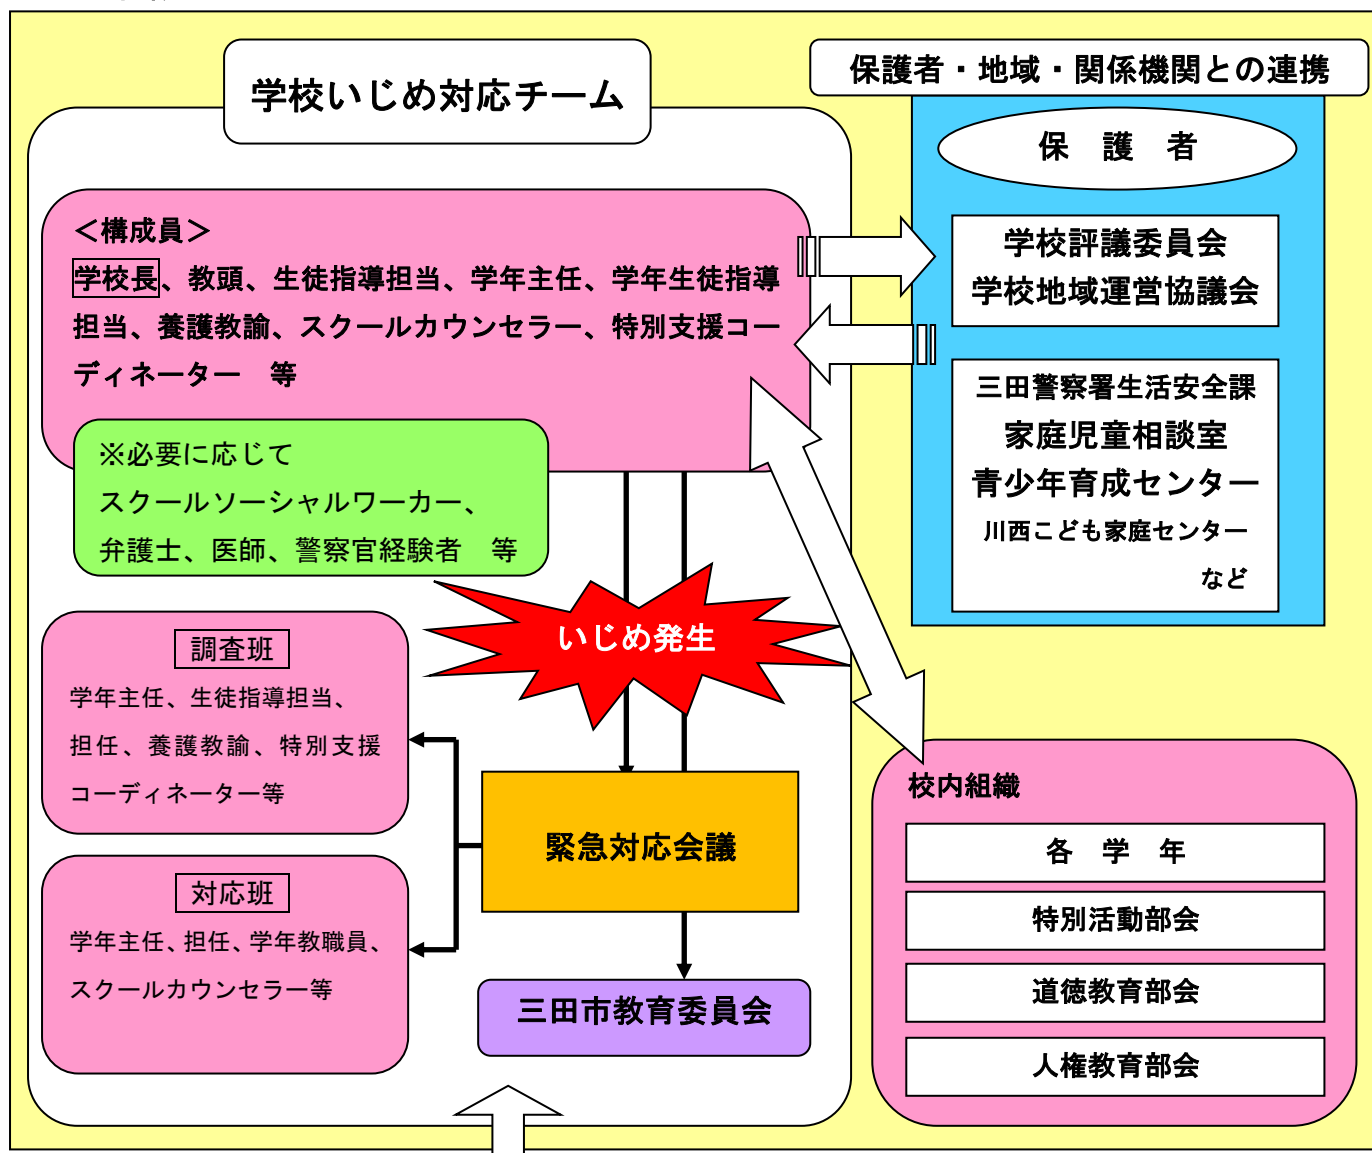 学校いじめ対応チーム
＜構成員＞
学校長、教頭、生徒指導担当、学年主任、学年生徒指導
担当、養護教諭、スクールカウンセラー、特別支援コー
ディネーター　等
※必要に応じて
スクールソーシャルワーカー、
弁護士、医師、警察官経験者　等
いじめ発生
調査班
学年主任、生徒指導担当、
担任、養護教諭、特別支援
コーディネーター等
緊急対応会議
対応班
学年主任、担任、学年教職員、
スクールカウンセラー等
三田市教育委員会
保護者・地域・関係機関との連携
保　護　者
学校評議委員会
学校地域運営協議会
三田警察署生活安全課
家庭児童相談室
青少年育成センター
川西こども家庭センター
など
校内組織
各　学　年
特別活動部会
道徳教育部会
人権教育部会